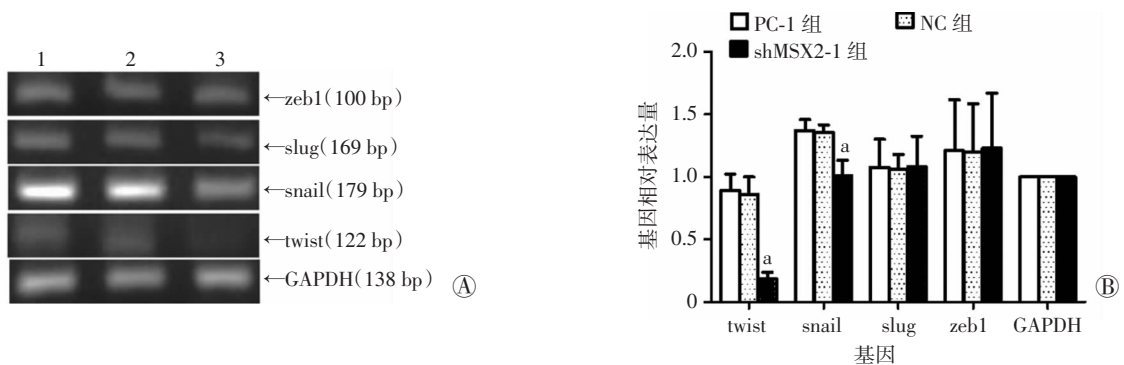 1 2 3
←zeb1(100 bp)
←slug(169 bp)
←snail(179 bp)
←twist(122 bp)
←GAPDH(138 bp)
Ⓐ
PC-1 组 NC 组
shMSX2-1 组
基因相对表达量
2.0
1.5
1.0
0.5
0
a
a
twist snail slug zeb1 GAPDH
基因
Ⓑ